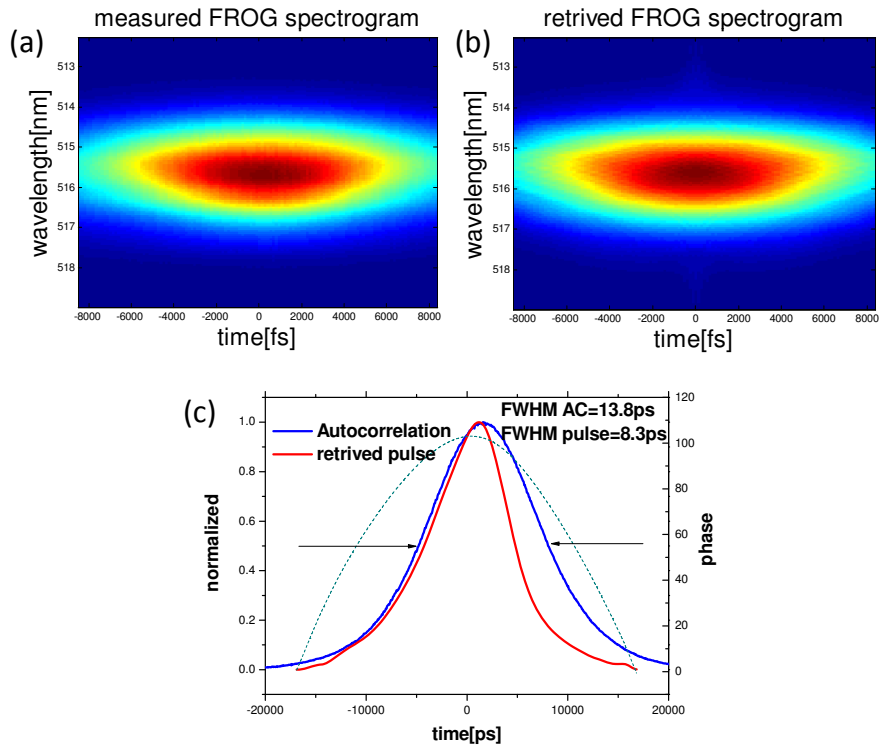 (a)
measured FROG spectrogram
513
514
515
516
517
518
wavelength[nm]
-8000 -6000 -4000 -2000 0 2000 4000 6000 8000
time[fs]
(b)
retrived FROG spectrogram
513
514
515
516
517
518
wavelength[nm]
-8000 -6000 -4000 -2000 0 2000 4000 6000 8000
time[fs]
(c)
FWHM AC=13.8ps
FWHM pulse=8.3ps
Autocorrelation
retrived pulse
1.0
0.8
0.6
0.4
0.2
0.0
normalized
120
100
80
60
40
20
0
phase
-20000 -10000 0 10000 20000
time[ps]